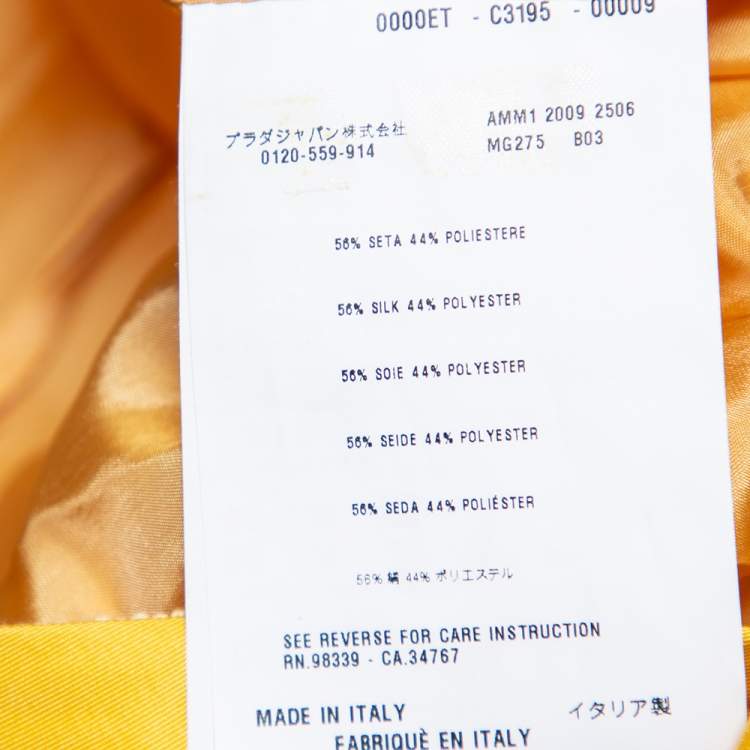 0000ET - C3195 - 00009
プラダジャパン株式会社
0120-559-914
AMM1 2009 2506
MG275 B03
56% SETA 44% POLIESTERE
56% SILK 44% POLYESTER
56% SOIE 44% POLYESTER
56% SEIDE 44% POLYESTER
56% SEDA 44% POLIÉSTER
56% 絹 44% ポリエステル
SEE REVERSE FOR CARE INSTRUCTION
RN.98339 - CA.34767
MADE IN ITALY イタリア製
FABRIQUÈ EN ITALY